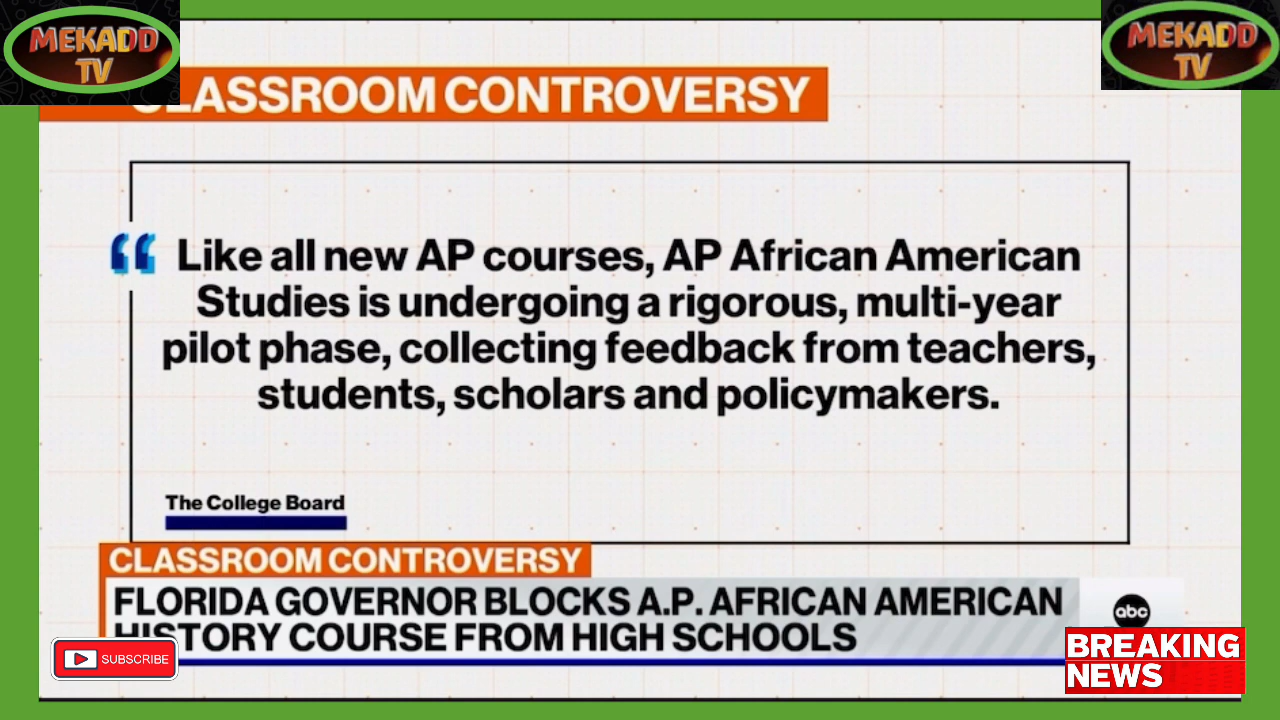 MEKADD
TV
MEKADD
TV
CLASSROOM CONTROVERSY
“ Like all new AP courses, AP African American
Studies is undergoing a rigorous, multi-year
pilot phase, collecting feedback from teachers,
students, scholars and policymakers.
The College Board
CLASSROOM CONTROVERSY
FLORIDA GOVERNOR BLOCKS A.P. AFRICAN AMERICAN
HISTORY COURSE FROM HIGH SCHOOLS
abc
SUBSCRIBE
BREAKING
NEWS